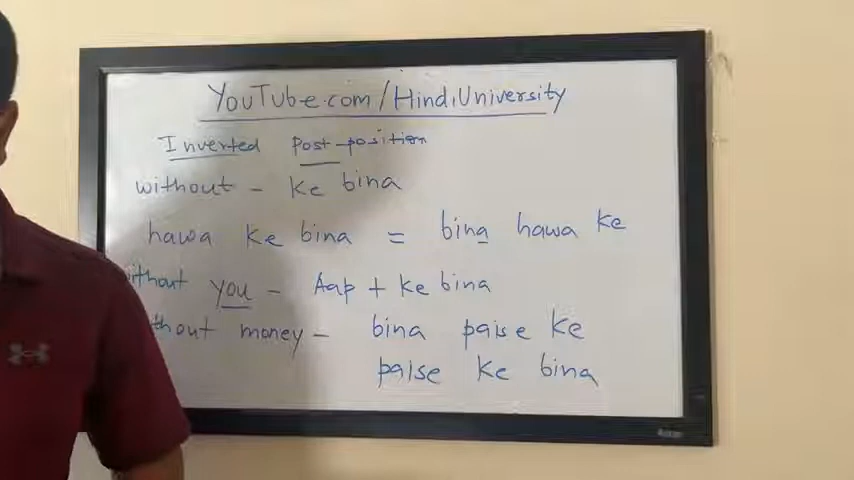 YouTube.com/HindiUniversity
Inverted Post-position
without - ke bina
hawa ke bina = bina hawa ke
ithout you - Aap + ke bina
thout money - bina paise ke
paise ke bina